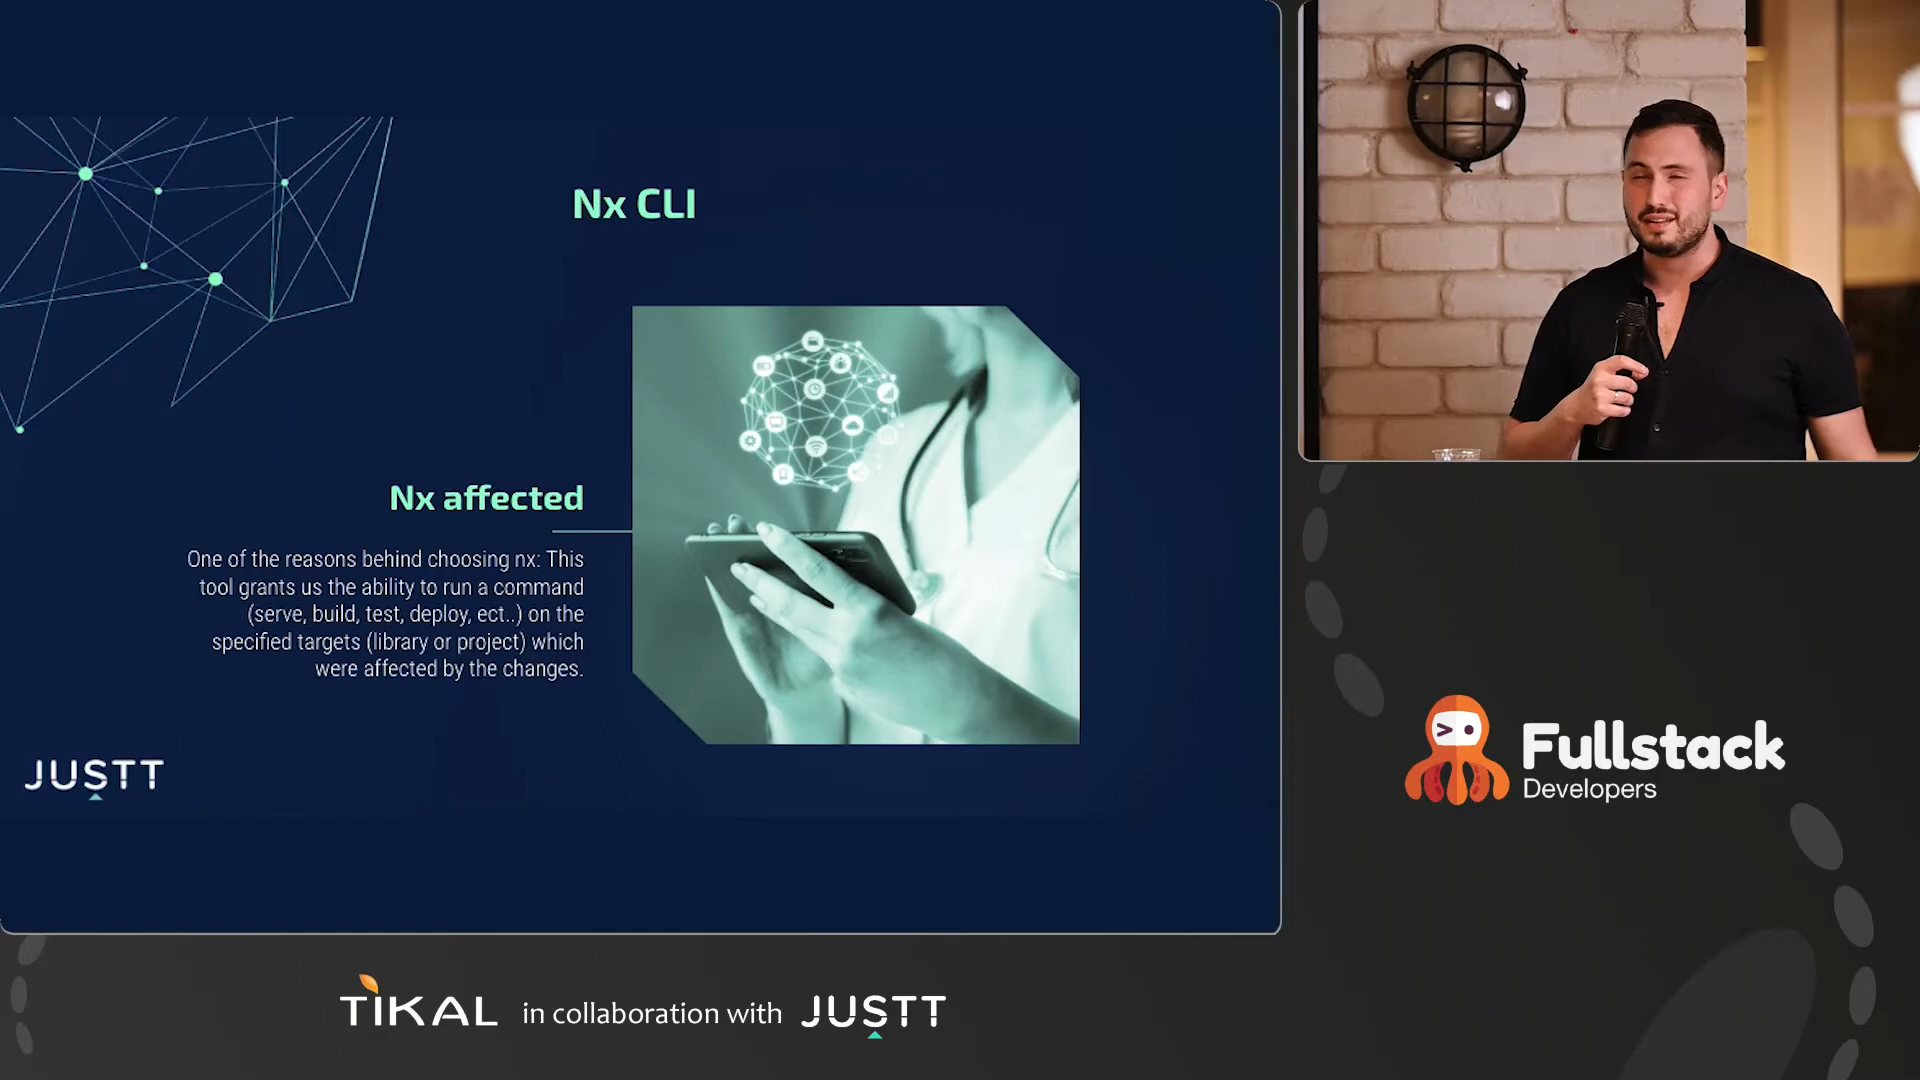 Nx CLI
Nx affected
One of the reasons behind choosing nx: This
tool grants us the ability to run a command
(serve, build, test, deploy, ect..) on the
specified targets (library or project) which
were affected by the changes.
JUSTT
Fullstack
Developers
TIKAL in collaboration with JUSTT